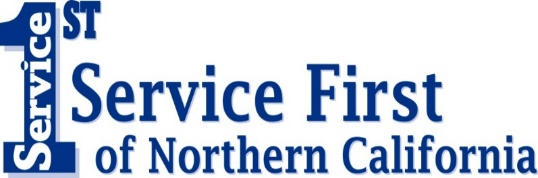 1ST
Service
Service First
of Northern California